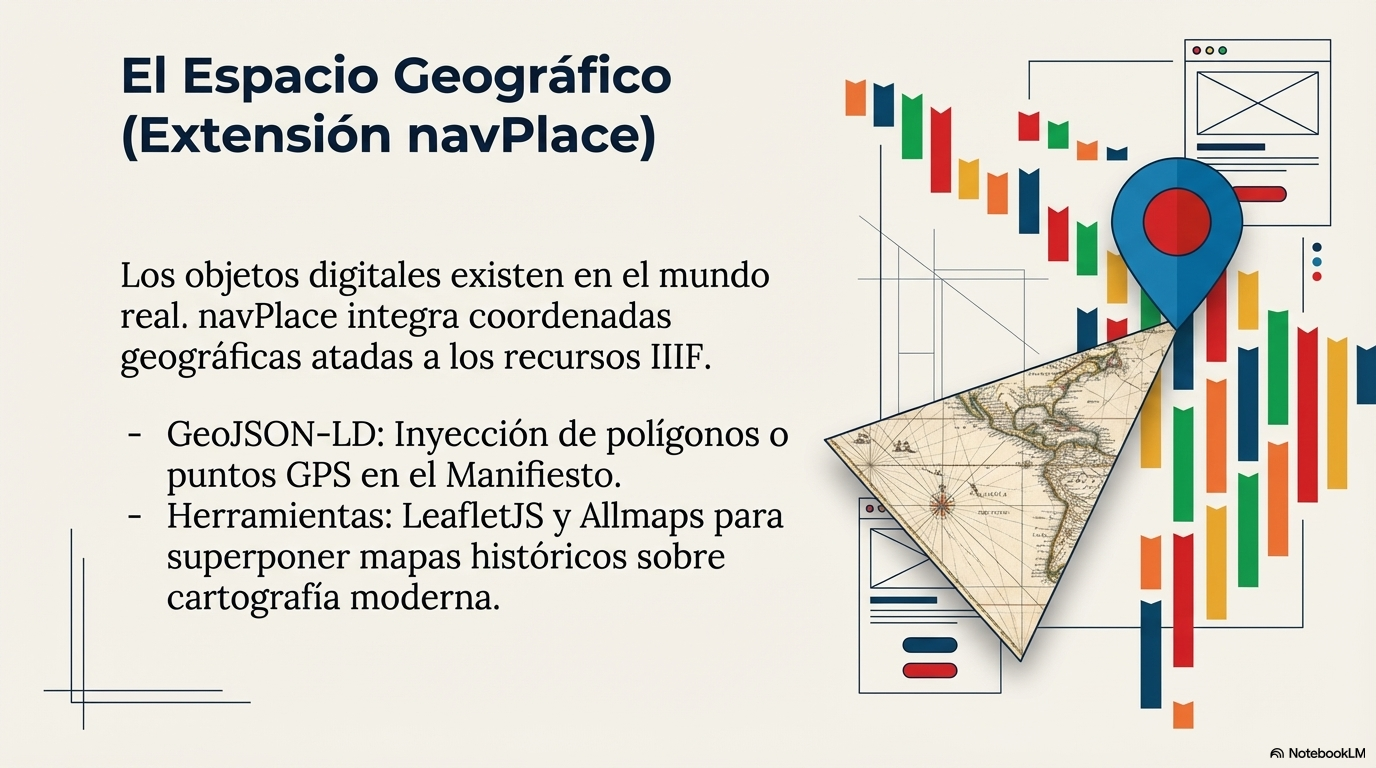 El Espacio Geográfico
(Extensión navPlace)
Los objetos digitales existen en el mundo
real. navPlace integra coordenadas
geográficas atadas a los recursos IIIF.
- GeoJSON-LD: Inyección de polígonos o
puntos GPS en el Manifiesto.
- Herramientas: LeafletJS y Allmaps para
superponer mapas históricos sobre
cartografía moderna.
NotebookLM